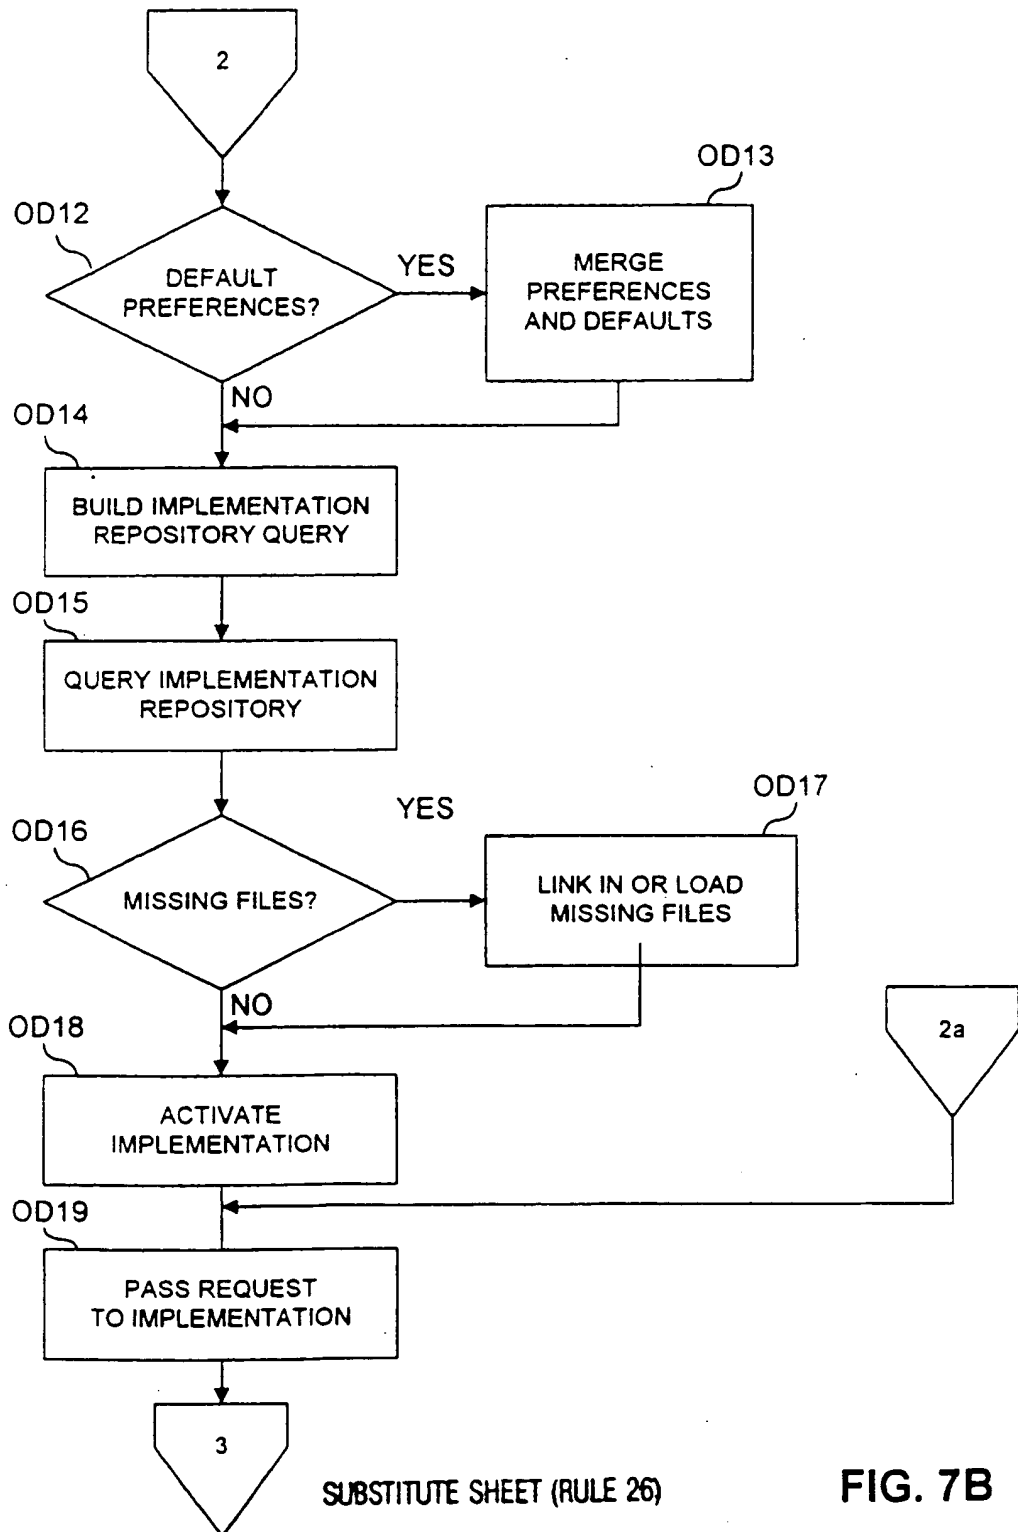 2
OD13
OD12
YES
MERGE
PREFERENCES
AND DEFAULTS
DEFAULT
PREFERENCES?
NO
OD14
BUILD IMPLEMENTATION
REPOSITORY QUERY
OD15
QUERY IMPLEMENTATION
REPOSITORY
OD17
YES
OD16
MISSING FILES?
LINK IN OR LOAD
MISSING FILES
NO
OD18
2a
ACTIVATE
IMPLEMENTATION
OD19
PASS REQUEST
TO IMPLEMENTATION
3
SUBSTITUTE SHEET (RULE 26)
FIG. 7B